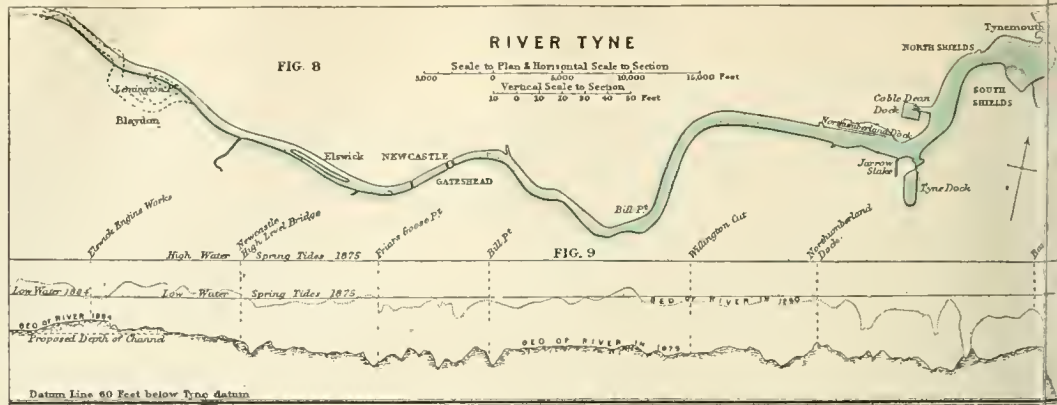 RIVER TYNE
FIG. 8
Scale to Plan & Horizontal Scale to Section
5,000 0 5,000 10,000 15,000 Feet
Vertical Scale to Section
10 0 10 20 30 40 50 Feet
Tynemouth
NORTH SHIELDS
SOUTH SHIELDS
Coble Dean Dock
Northumberland Dock
Jarrow Slake
Tyne Dock
Lemington Pt
Blaydon
Elswick
NEWCASTLE
GATESHEAD
Bill Pt
FIG. 9
Elswick Engine Works
Newcastle High Level Bridge
Friars Goose Pt
Bill Pt
Willington Cut
Northumberland Dock
High Water Spring Tides 1875
Low Water 1884
Low Water Spring Tides 1875
BED OF RIVER IN 1860
BED OF RIVER 1884
Proposed Depth of Channel
BED OF RIVER IN 1875
Datum Line 60 Feet below Tyne datum